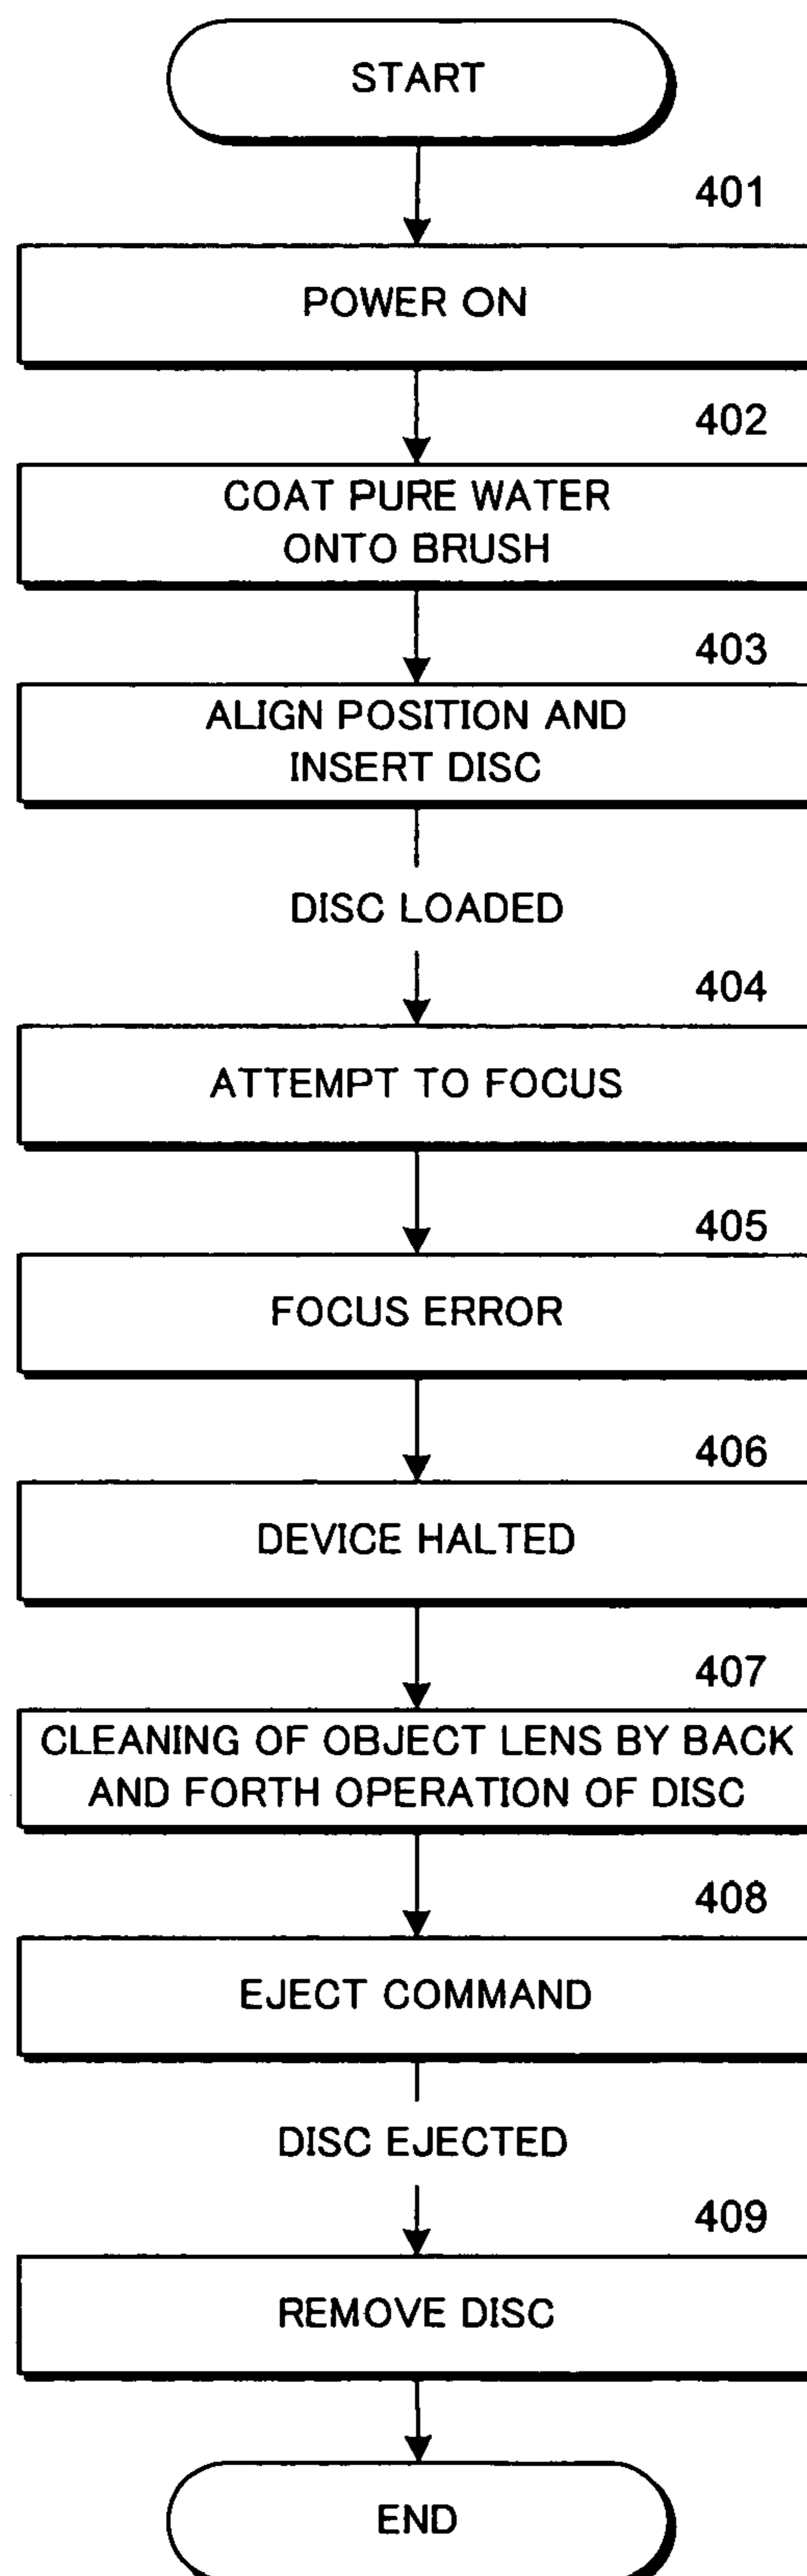 START
401
POWER ON
402
COAT PURE WATER
ONTO BRUSH
403
ALIGN POSITION AND
INSERT DISC
DISC LOADED
404
ATTEMPT TO FOCUS
405
FOCUS ERROR
406
DEVICE HALTED
407
CLEANING OF OBJECT LENS BY BACK
AND FORTH OPERATION OF DISC
408
EJECT COMMAND
DISC EJECTED
409
REMOVE DISC
END